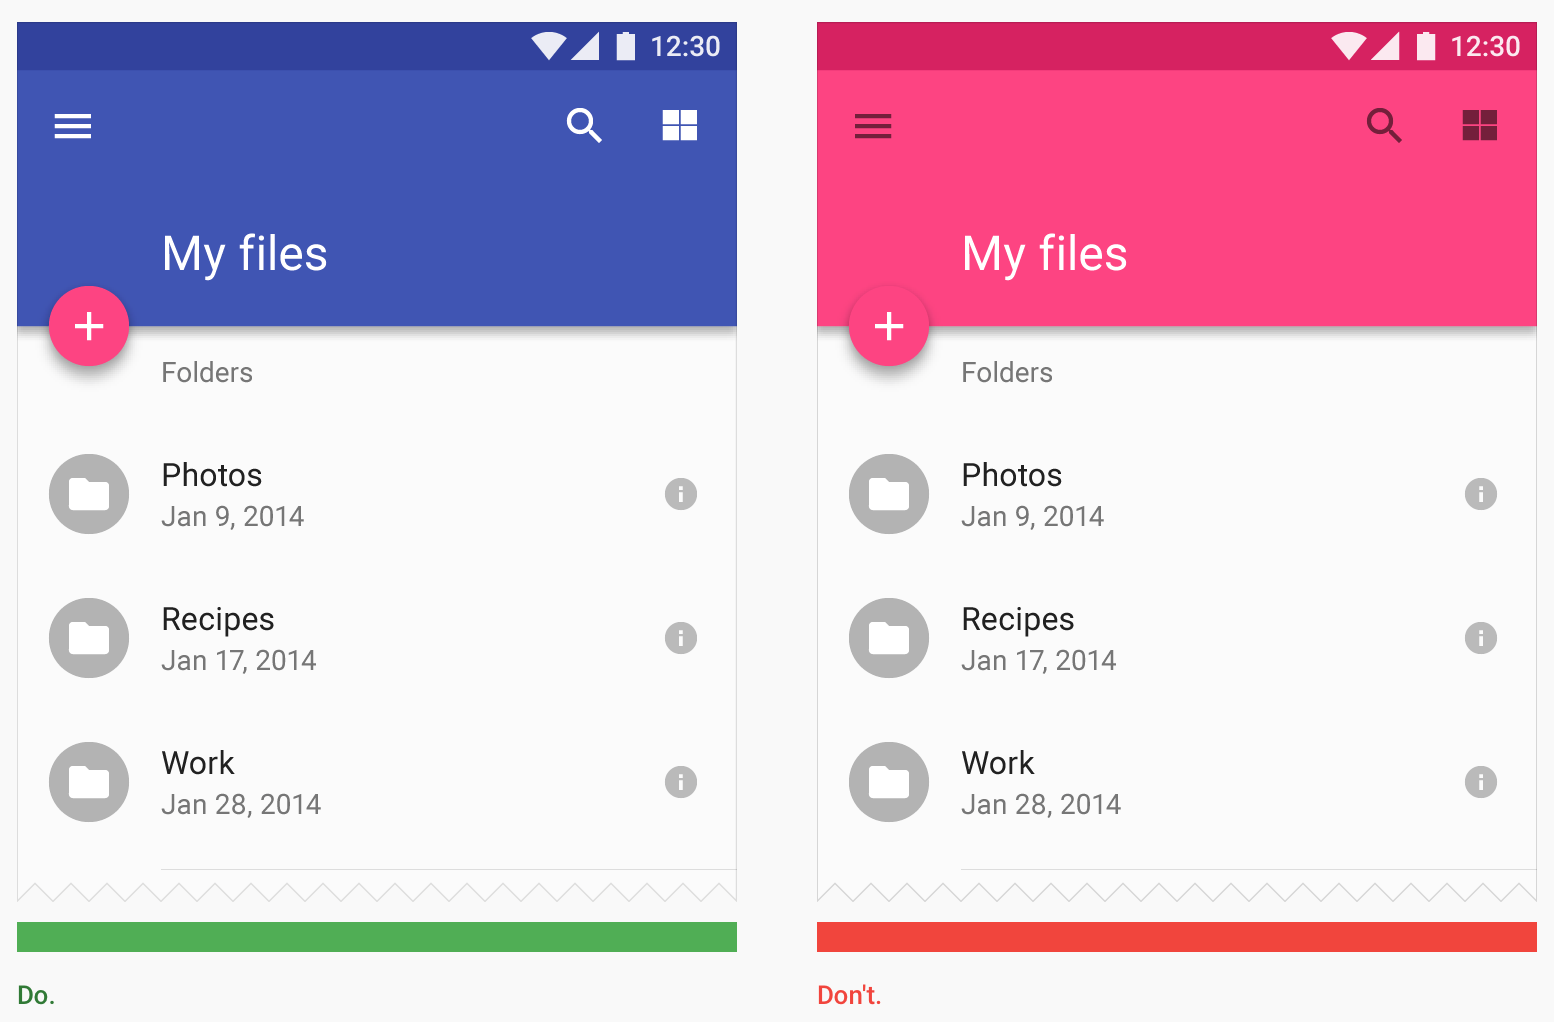 12:30
My files
Folders
Photos
Jan 9, 2014
Recipes
Jan 17, 2014
Work
Jan 28, 2014
Do.
12:30
My files
Folders
Photos
Jan 9, 2014
Recipes
Jan 17, 2014
Work
Jan 28, 2014
Don't.